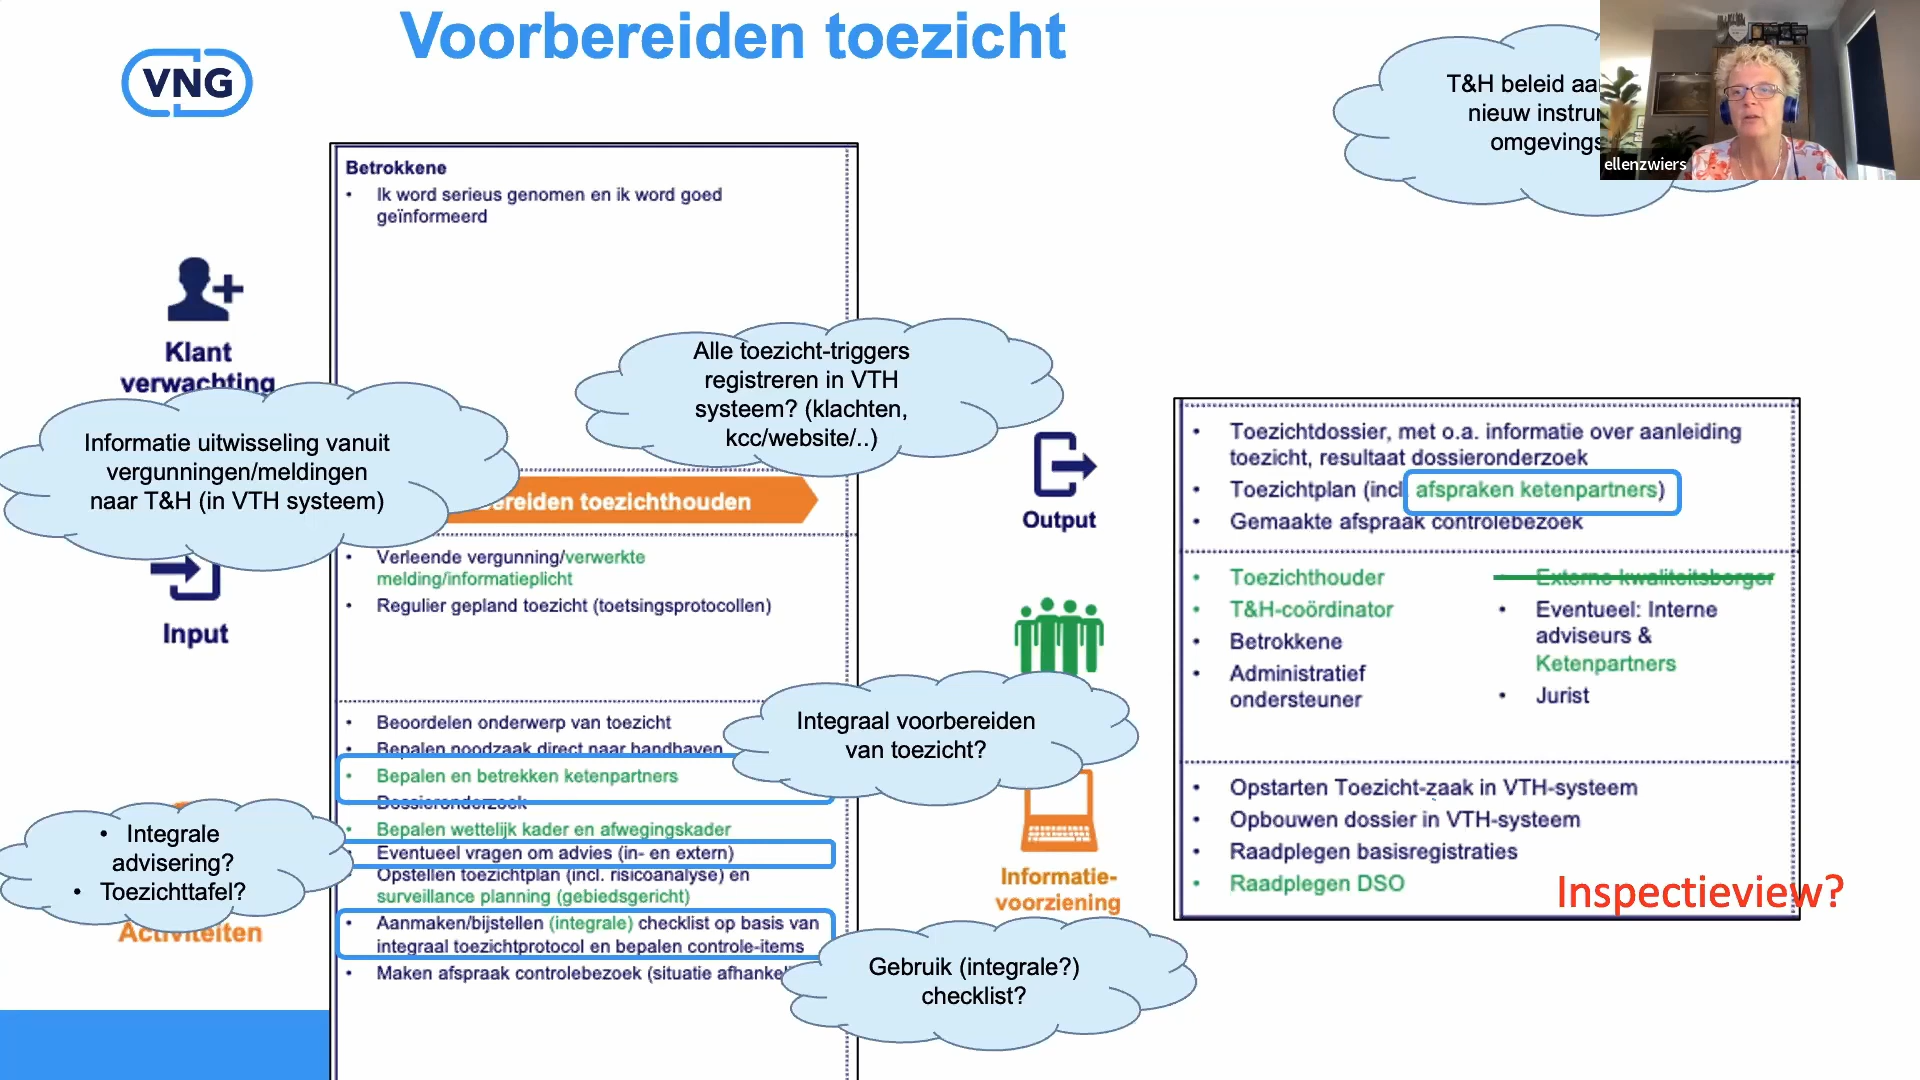 Voorbereiden toezicht
VNG
T&H beleid
nieuw
ellenzwiers
Betrokkene
• Ik word serieus genomen en ik word goed
geïnformeerd
Klant
verwachting
Alle toezicht-triggers
registreren in VTH
systeem? (klachten,
kcc/website/..)
Informatie uitwisseling vanuit
vergunningen/meldingen
naar T&H (in VTH systeem)
toezichthouden
Input
• Verleende vergunning/verwerkte
melding/informatieplicht
• Regulier gepland toezicht (toetsingsprotocollen)
• Beoordelen onderwerp van toezicht
• Bepalen noodzaak direct naar handhaven
• Bepalen en betrekken ketenpartners
Dossieronderzoek
• Bepalen wettelijk kader en afwegingskader
Eventueel vragen om advies (in- en extern)
Opstellen toezichtplan (incl. risicoanalyse) en
surveillance planning (gebiedsgericht)
• Aanmaken/bijstellen (integrale) checklist op basis van
integraal toezichtprotocol en bepalen controle-items
• Maken afspraak controlebezoek (situatie
Integraal voorbereiden
van toezicht?
• Integrale
advisering?
• Toezichttafel?
Activiteiten
Gebruik (integrale?)
checklist?
Output
• Toezichtdossier, met o.a. informatie over aanleiding
toezicht, resultaat dossieronderzoek
• Toezichtplan (incl afspraken ketenpartners)
• Gemaakte afspraak controlebezoek
• Toezichthouder
• T&H-coördinator
• Betrokkene
• Administratief
ondersteuner
• Externe kwaliteitsborger
• Eventueel: Interne
adviseurs &
Ketenpartners
• Jurist
Informatie-
voorziening
• Opstarten Toezicht-zaak in VTH-systeem
• Opbouwen dossier in VTH-systeem
• Raadplegen basisregistraties
• Raadplegen DSO
Inspectieview?